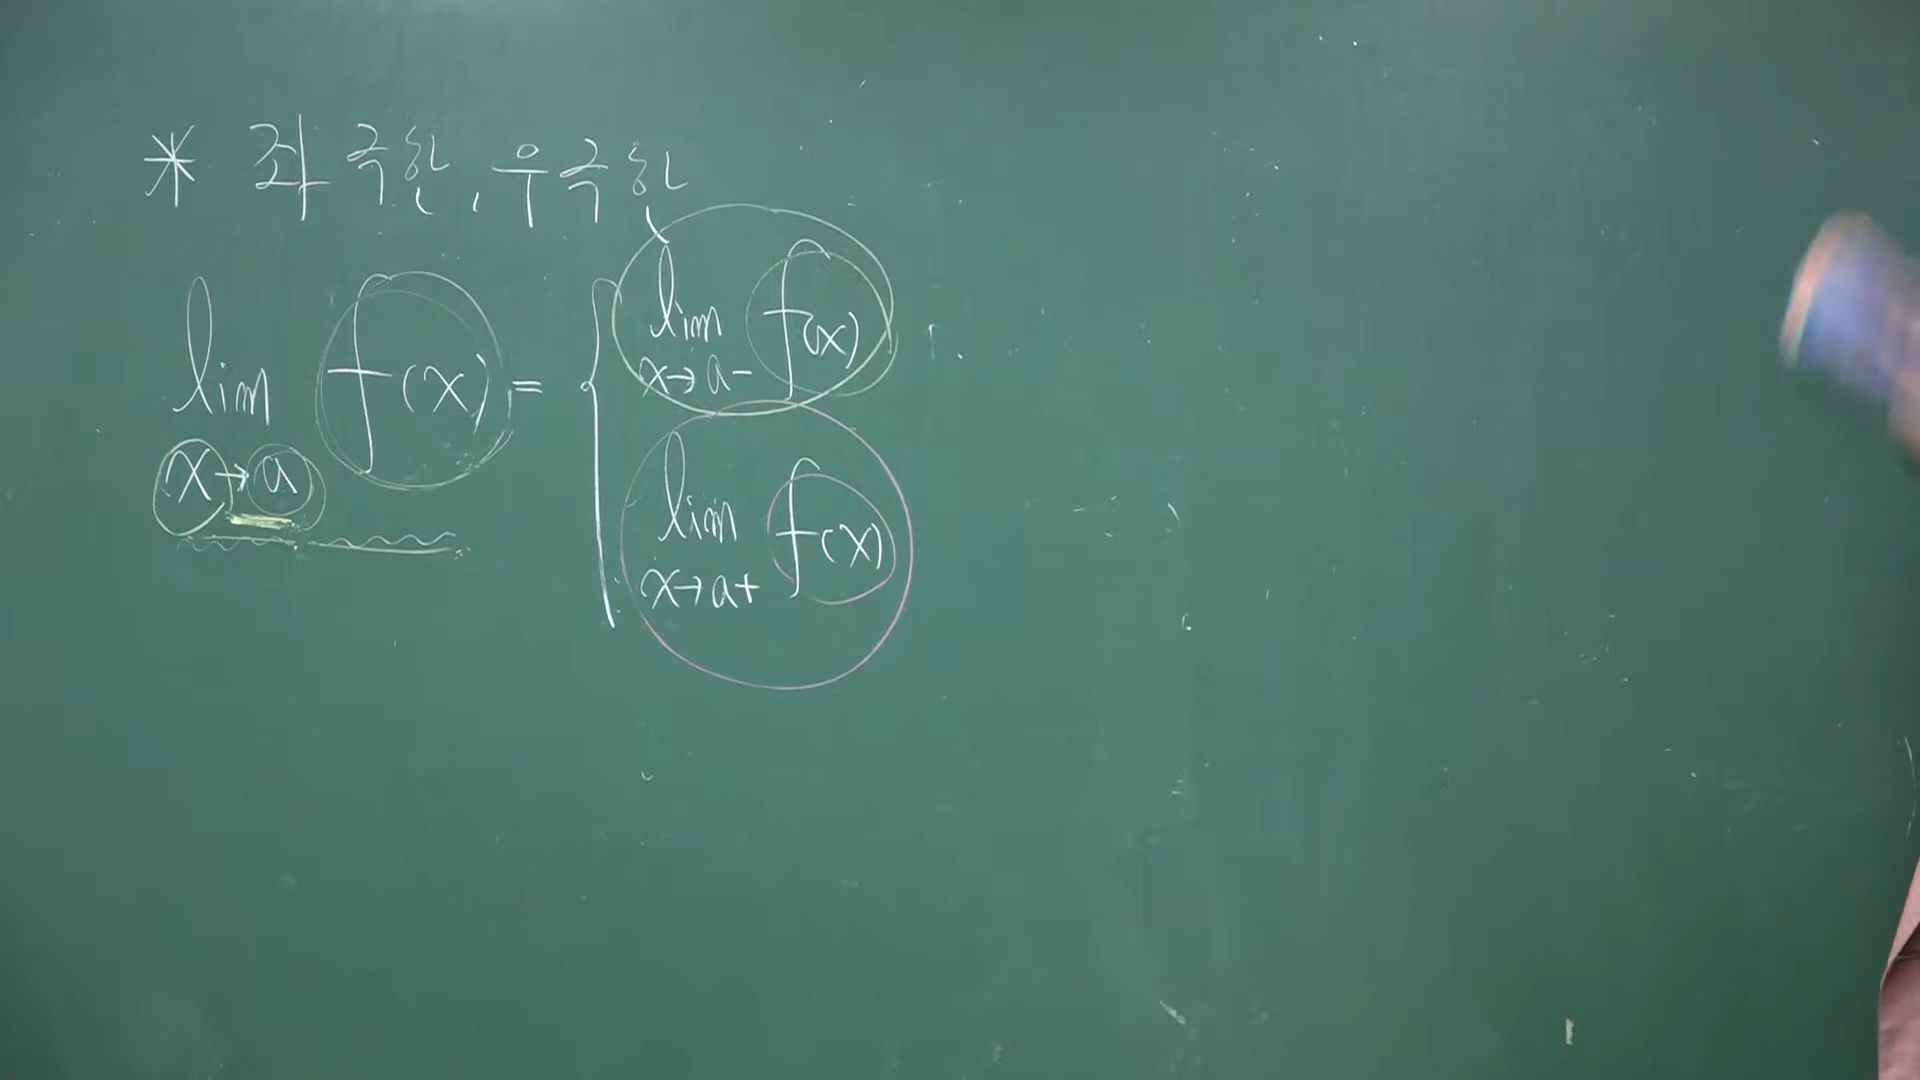 * 좌극한, 우극한
lim f(x) = { lim f(x)
x→a x→a-
lim f(x)
x→a+